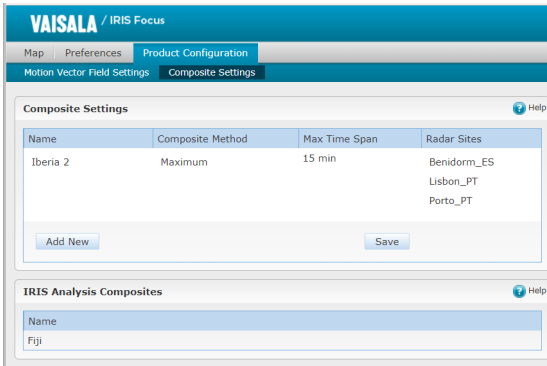 VAISALA / IRIS Focus
Map Preferences Product Configuration
Motion Vector Field Settings Composite Settings
Composite Settings ? Help
Name Composite Method Max Time Span Radar Sites
Iberia 2 Maximum 15 min Benidorm_ES
Lisbon_PT
Porto_PT
Add New Save
IRIS Analysis Composites ? Help
Name
Fiji